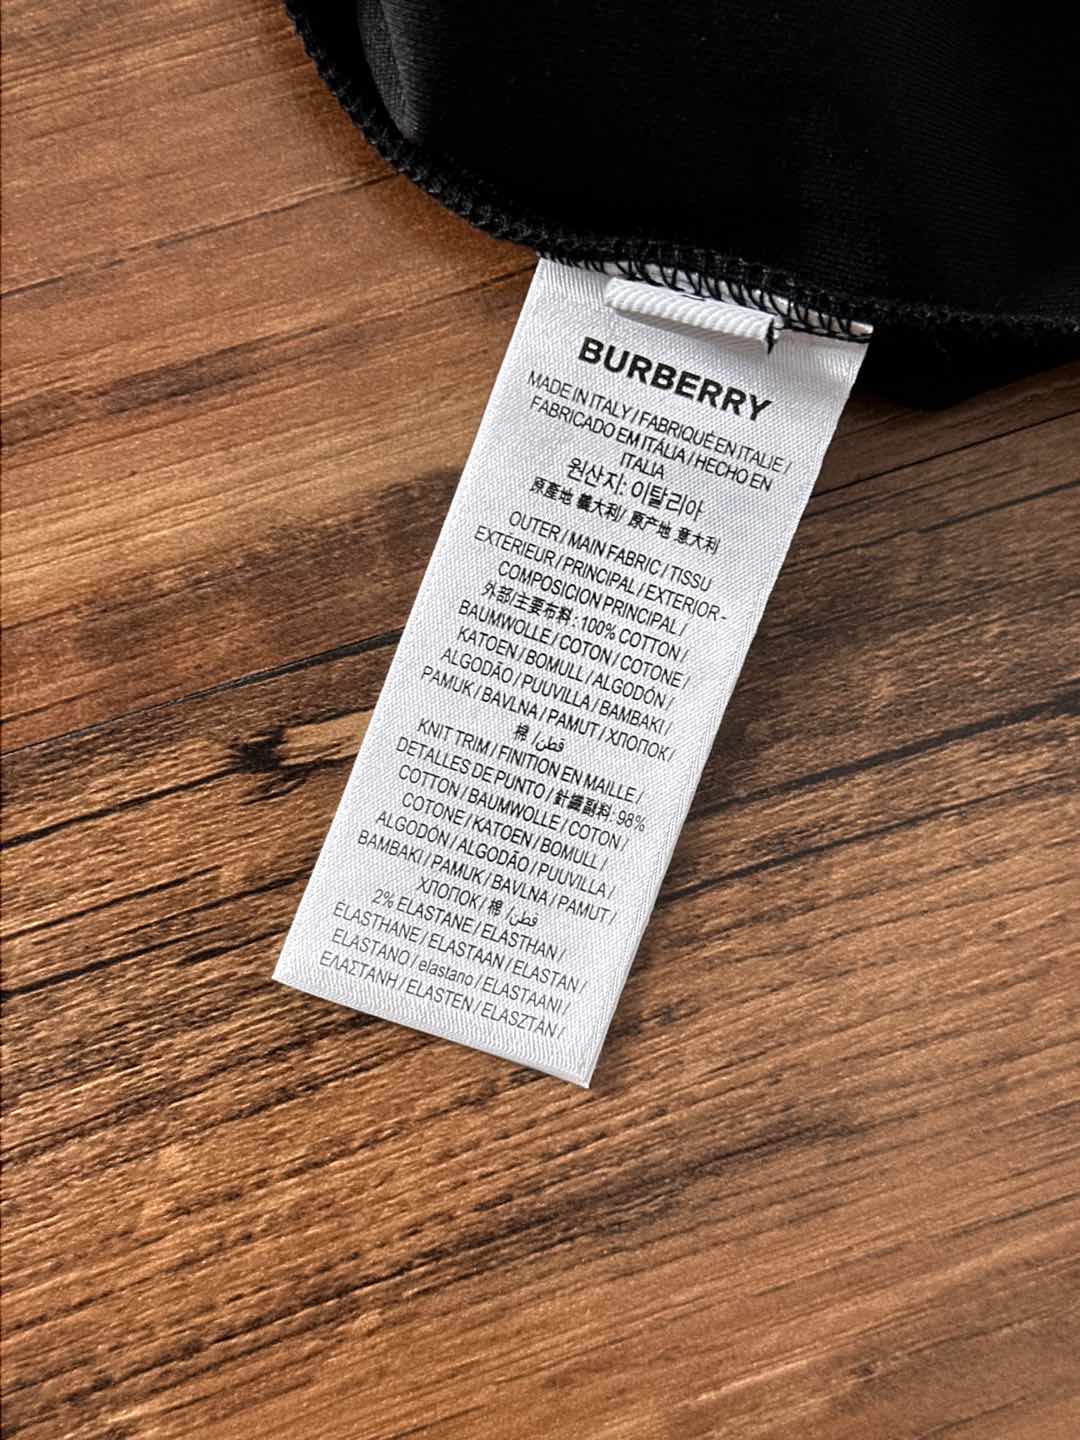 BURBERRY
MADE IN ITALY / FABRIQUÉ EN ITALIE /
FABRICADO EM ITÁLIA / HECHO EN
ITALIA
원산지: 이탈리아
原產地 義大利/ 原产地 意大利
OUTER / MAIN FABRIC / TISSU
EXTÉRIEUR / PRINCIPAL / EXTERIOR -
COMPOSICION PRINCIPAL /
外部/主要布料 : 100% COTTON /
BAUMWOLLE / COTON / COTONE /
KATOEN / BOMULL / ALGODÓN /
ALGODÃO / PUUVILLA / BAMBAKI /
PAMUK / BAVLNA / PAMUT / ХЛОПОК /
棉 / قطن
KNIT TRIM / FINITION EN MAILLE /
DETALLES DE PUNTO / 針織副料 : 98%
COTTON / BAUMWOLLE / COTON /
COTONE / KATOEN / BOMULL /
ALGODÓN / ALGODÃO / PUUVILLA /
BAMBAKI / PAMUK / BAVLNA / PAMUT /
ХЛОПОК / 棉 / قطن
2% ELASTANE / ELASTHAN /
ÉLASTHANE / ELASTAAN / ELASTAN /
ELASTANO / elastano / ELASTAANI /
ΕΛΑΣΤΑΝΗ / ELASTEN / ELASZTÁN /